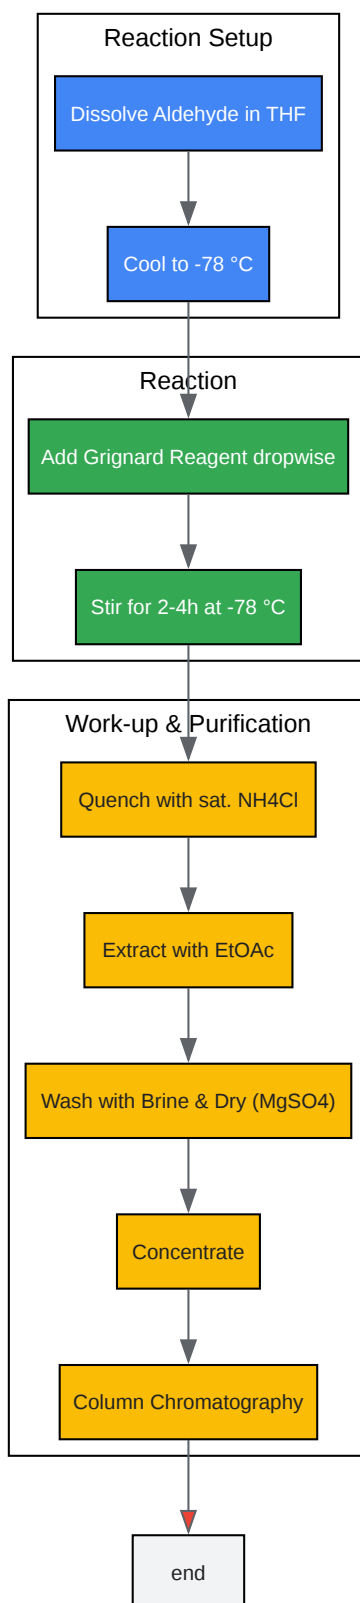 Reaction Setup
Dissolve Aldehyde in THF
Cool to -78 °C
Reaction
Add Grignard Reagent dropwise
Stir for 2-4h at -78 °C
Work-up & Purification
Quench with sat. NH4Cl
Extract with EtOAc
Wash with Brine & Dry (MgSO4)
Concentrate
Column Chromatography
end